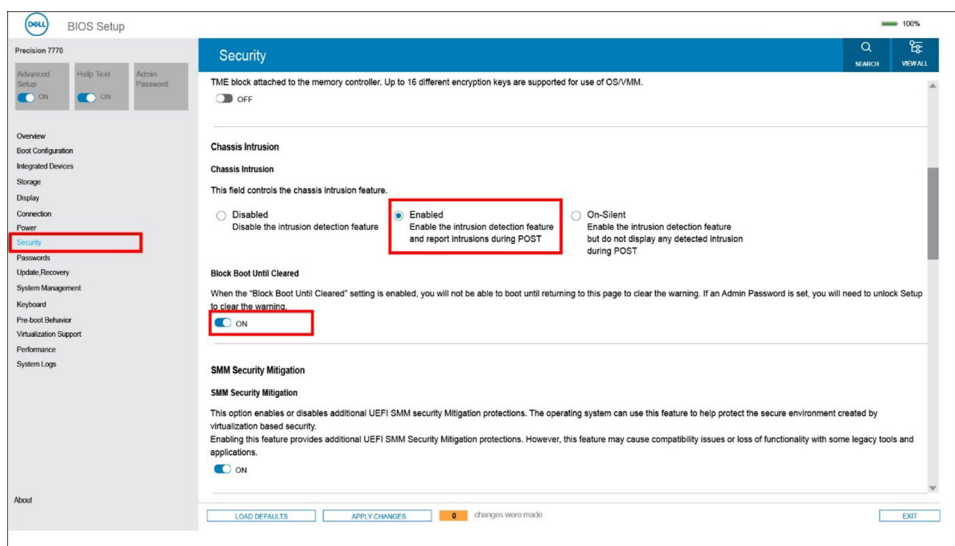 DELL
BIOS Setup
100%
Precision 7770
Advanced Setup
ON
Help Text
ON
Admin Password
Overview
Boot Configuration
Integrated Devices
Storage
Display
Connection
Power
Security
Passwords
Update,Recovery
System Management
Keyboard
Pre-boot Behavior
Virtualization Support
Performance
System Logs
About
Security
SEARCH
VIEW ALL
TME block attached to the memory controller. Up to 16 different encryption keys are supported for use of OS/VMM.
OFF
Chassis Intrusion
Chassis Intrusion
This field controls the chassis intrusion feature.
Disabled
Disable the intrusion detection feature
Enabled
Enable the intrusion detection feature
and report intrusions during POST
On-Silent
Enable the intrusion detection feature
but do not display any detected intrusion
during POST
Block Boot Until Cleared
When the "Block Boot Until Cleared" setting is enabled, you will not be able to boot until returning to this page to clear the warning. If an Admin Password is set, you will need to unlock Setup
to clear the warning.
ON
SMM Security Mitigation
SMM Security Mitigation
This option enables or disables additional UEFI SMM security Mitigation protections. The operating system can use this feature to help protect the secure environment created by
virtualization based security.
Enabling this feature provides additional UEFI SMM Security Mitigation protections. However, this feature may cause compatibility issues or loss of functionality with some legacy tools and
applications.
ON
LOAD DEFAULTS
APPLY CHANGES
0 changes were made
EXIT